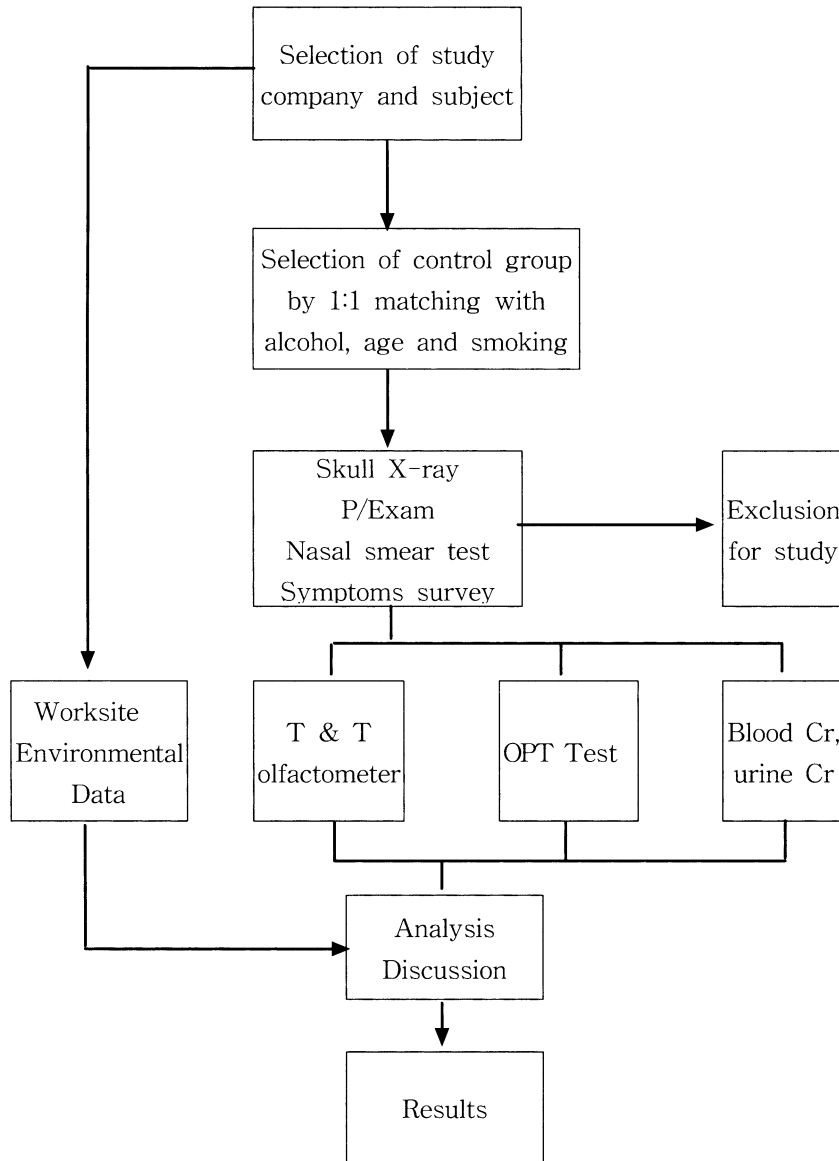 Selection of study
company and subject
Selection of control group
by 1:1 matching with
alcohol, age and smoking
Skull X-ray
P/Exam
Nasal smear test
Symptoms survey
Exclusion
for study
Worksite
Environmental
Data
T & T
olfactometer
OPT Test
Blood Cr,
urine Cr
Analysis
Discussion
Results